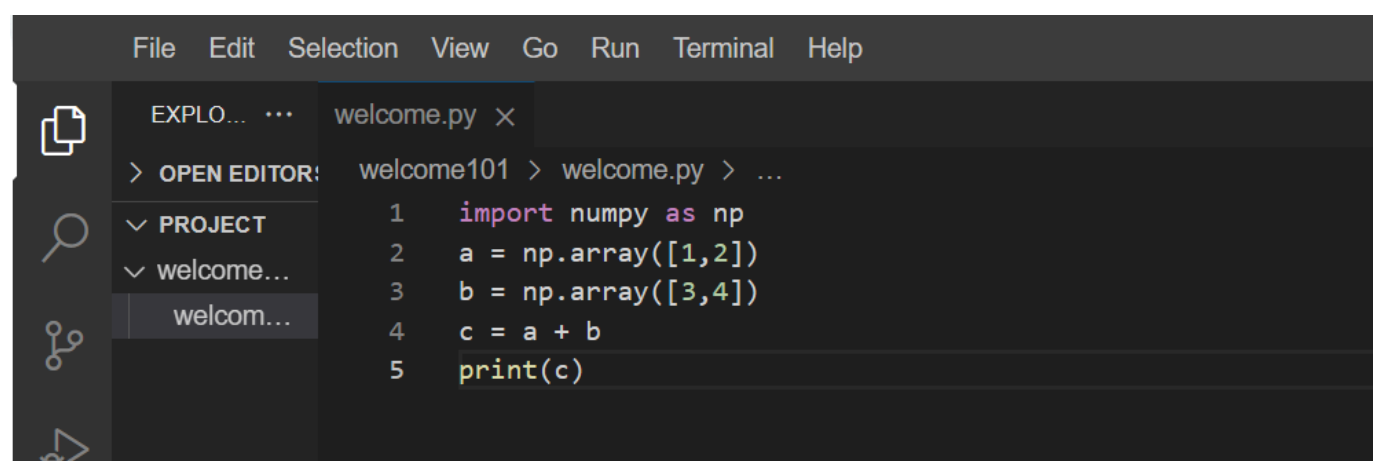 File Edit Selection View Go Run Terminal Help
EXPLO... ···
welcome.py ×
> OPEN EDITORS
welcome101 > welcome.py > ...
PROJECT
welcome...
welcom...
1 import numpy as np
2 a = np.array([1,2])
3 b = np.array([3,4])
4 c = a + b
5 print(c)